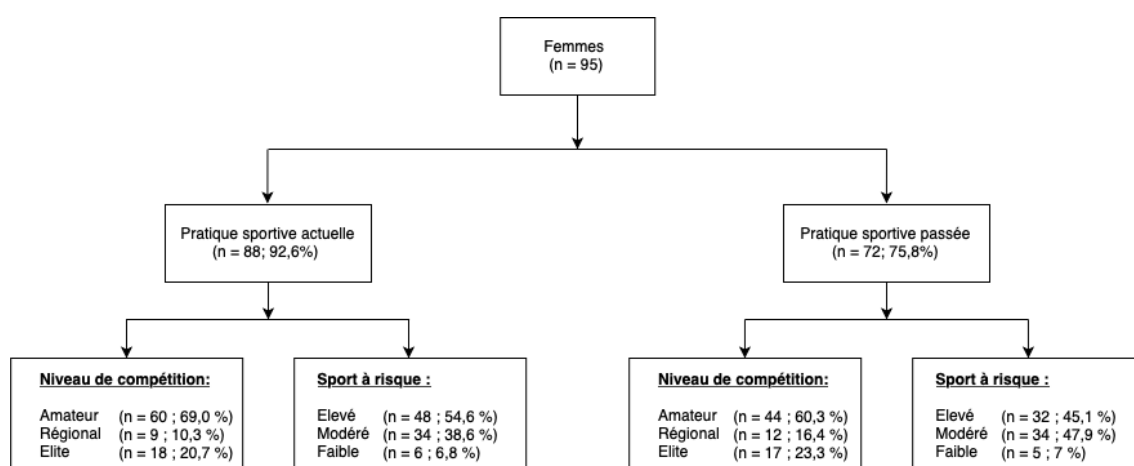 Femmes
(n = 95)
Pratique sportive actuelle
(n = 88; 92,6%)
Pratique sportive passée
(n = 72; 75,8%)
Niveau de compétition:
Amateur (n = 60 ; 69,0 %)
Régional (n = 9 ; 10,3 %)
Elite (n = 18 ; 20,7 %)
Sport à risque :
Elevé (n = 48 ; 54,6 %)
Modéré (n = 34 ; 38,6 %)
Faible (n = 6 ; 6,8 %)
Niveau de compétition:
Amateur (n = 44 ; 60,3 %)
Régional (n = 12 ; 16,4 %)
Elite (n = 17 ; 23,3 %)
Sport à risque :
Elevé (n = 32 ; 45,1 %)
Modéré (n = 34 ; 47,9 %)
Faible (n = 5 ; 7 %)